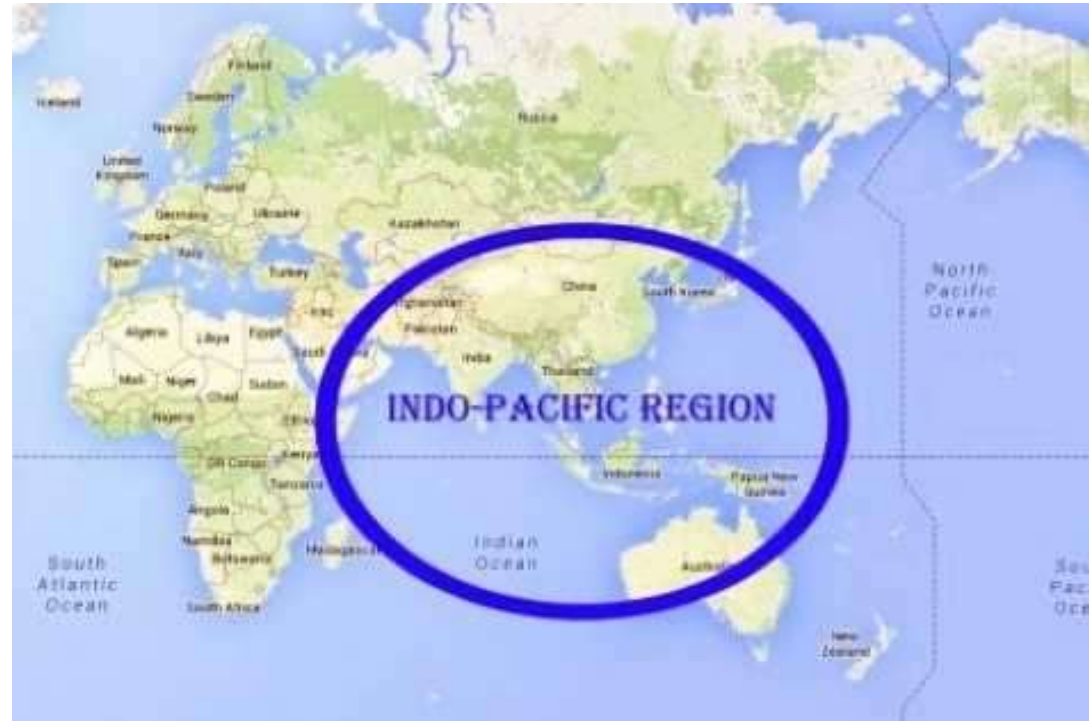 Iceland
Finland
Sweden
Norway
Russia
United
Kingdom
Poland
Germany
Ukraine
France
Kazakhstan
Italy
Spain
Turkey
China
South Korea
North
Pacific
Ocean
Afghanistan
Iraq
Pakistan
Algeria
Libya
Egypt
Saudi
India
Mali
Niger
Chad
Sudan
Thailand
Nigeria
INDO-PACIFIC REGION
DR Congo
Kenya
Tanzania
Indonesia
Papua New
Guinea
Angola
Namibia
Botswana
Madagascar
Indian
Ocean
South
Atlantic
Ocean
South Africa
New
Zealand